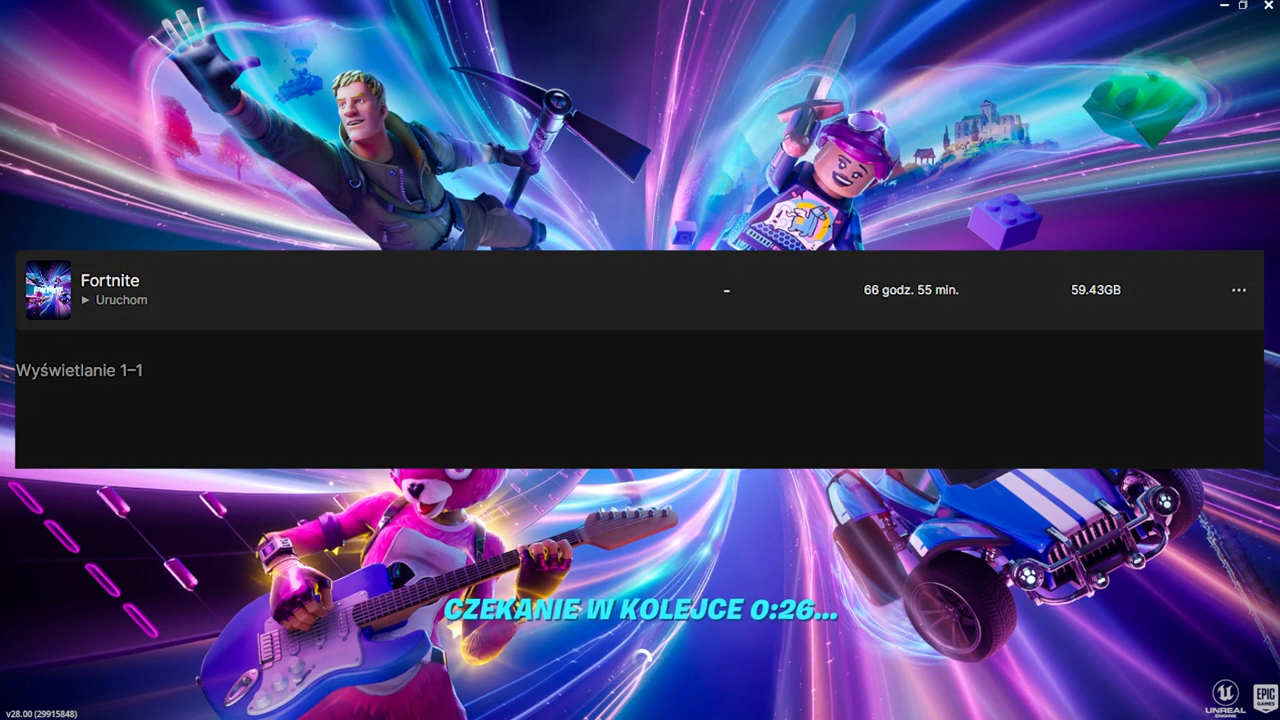 Fortnite
Uruchom
-
66 godz. 55 min.
59.43GB
Wyświetlanie 1–1
CZEKANIE W KOLEJCE 0:26...
v28.00 (29915848)
UNREAL
ENGINE
EPIC
GAMES